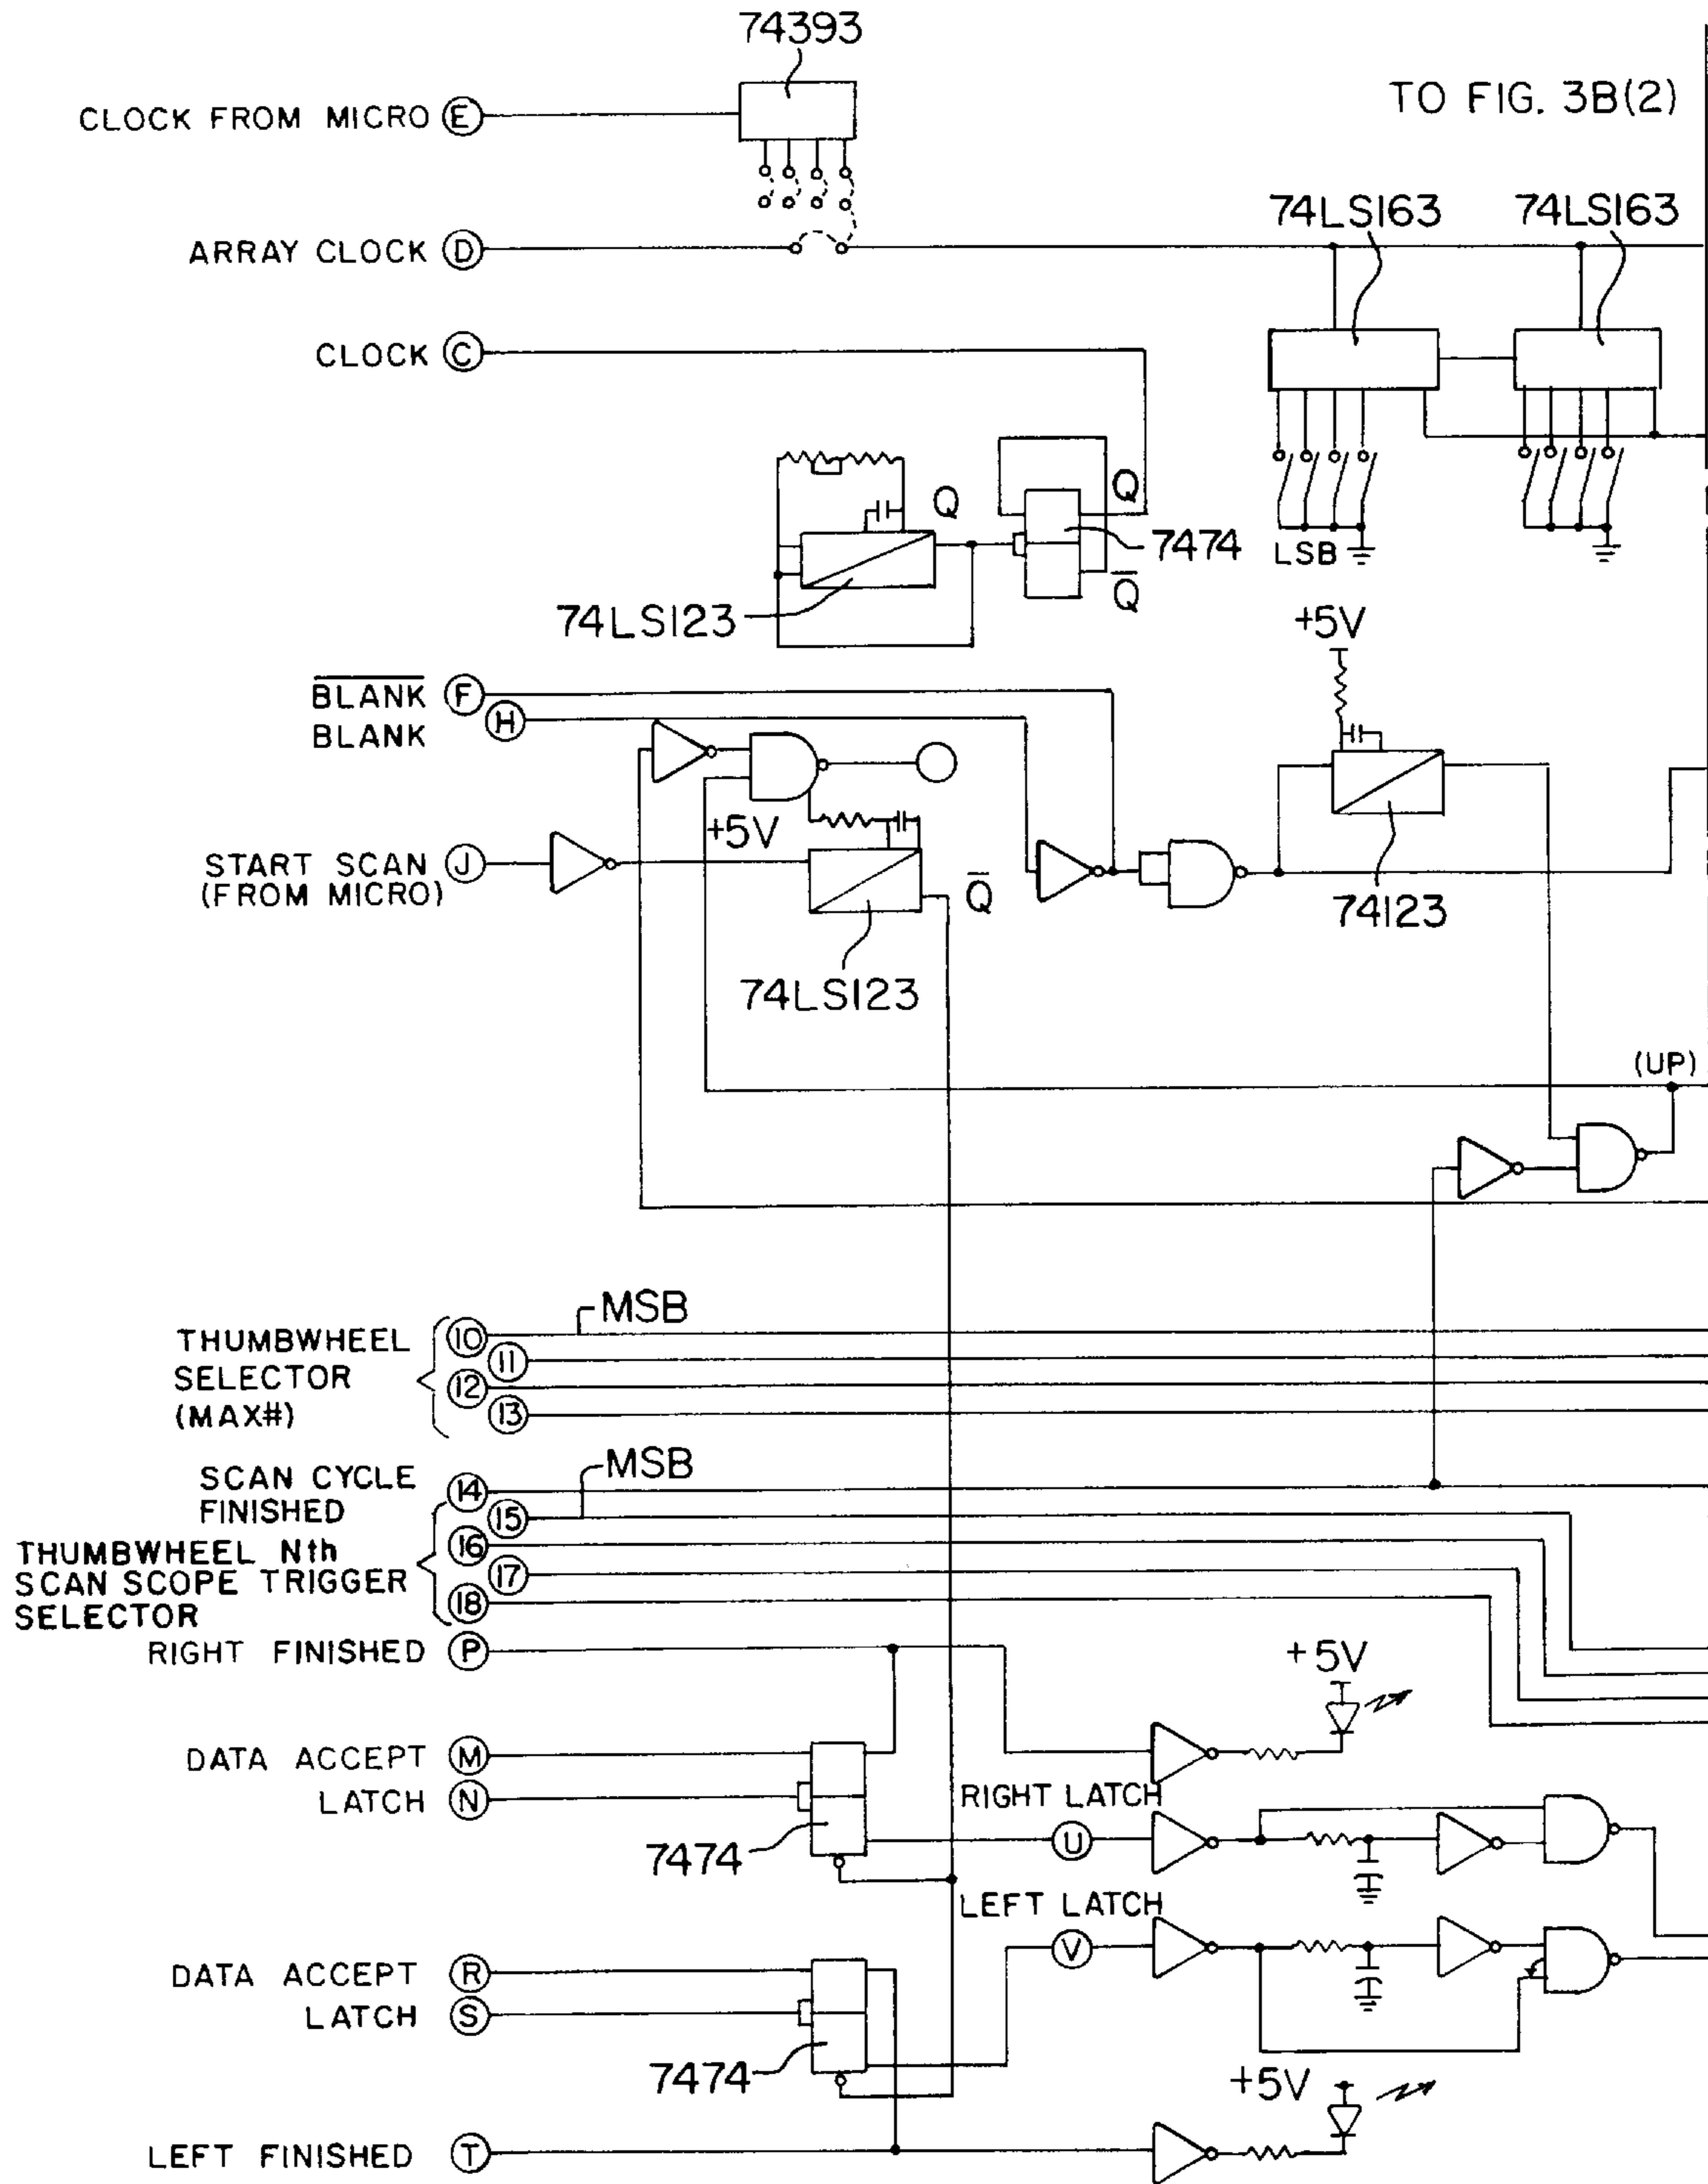 74393
CLOCK FROM MICRO E
TO FIG. 3B(2)
ARRAY CLOCK D
74LS163 74LS163
CLOCK C
Q
Q
7474
Q̅
LSB
74LS123
+5V
B̅L̅A̅N̅K̅ F
BLANK H
+5V
START SCAN J
(FROM MICRO)
Q̅
74123
74LS123
(UP)
MSB
THUMBWHEEL
SELECTOR
(MAX#)
10
11
12
13
MSB
SCAN CYCLE
FINISHED
14
15
THUMBWHEEL Nth
SCAN SCOPE TRIGGER
SELECTOR
16
17
18
RIGHT FINISHED P
+5V
DATA ACCEPT M
LATCH N
RIGHT LATCH
U
7474
LEFT LATCH
V
DATA ACCEPT R
LATCH S
7474
+5V
LEFT FINISHED T